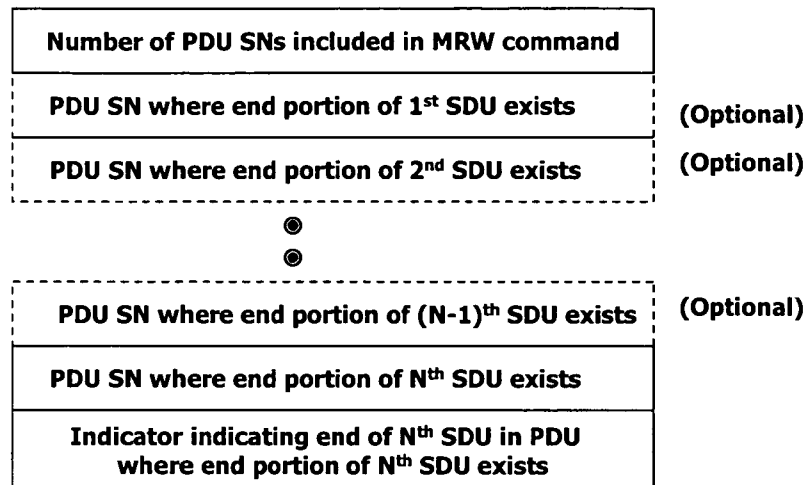 Number of PDU SNs included in MRW command
PDU SN where end portion of 1st SDU exists
(Optional)
PDU SN where end portion of 2nd SDU exists
(Optional)
PDU SN where end portion of (N-1)th SDU exists
(Optional)
PDU SN where end portion of Nth SDU exists
Indicator indicating end of Nth SDU in PDU
where end portion of Nth SDU exists